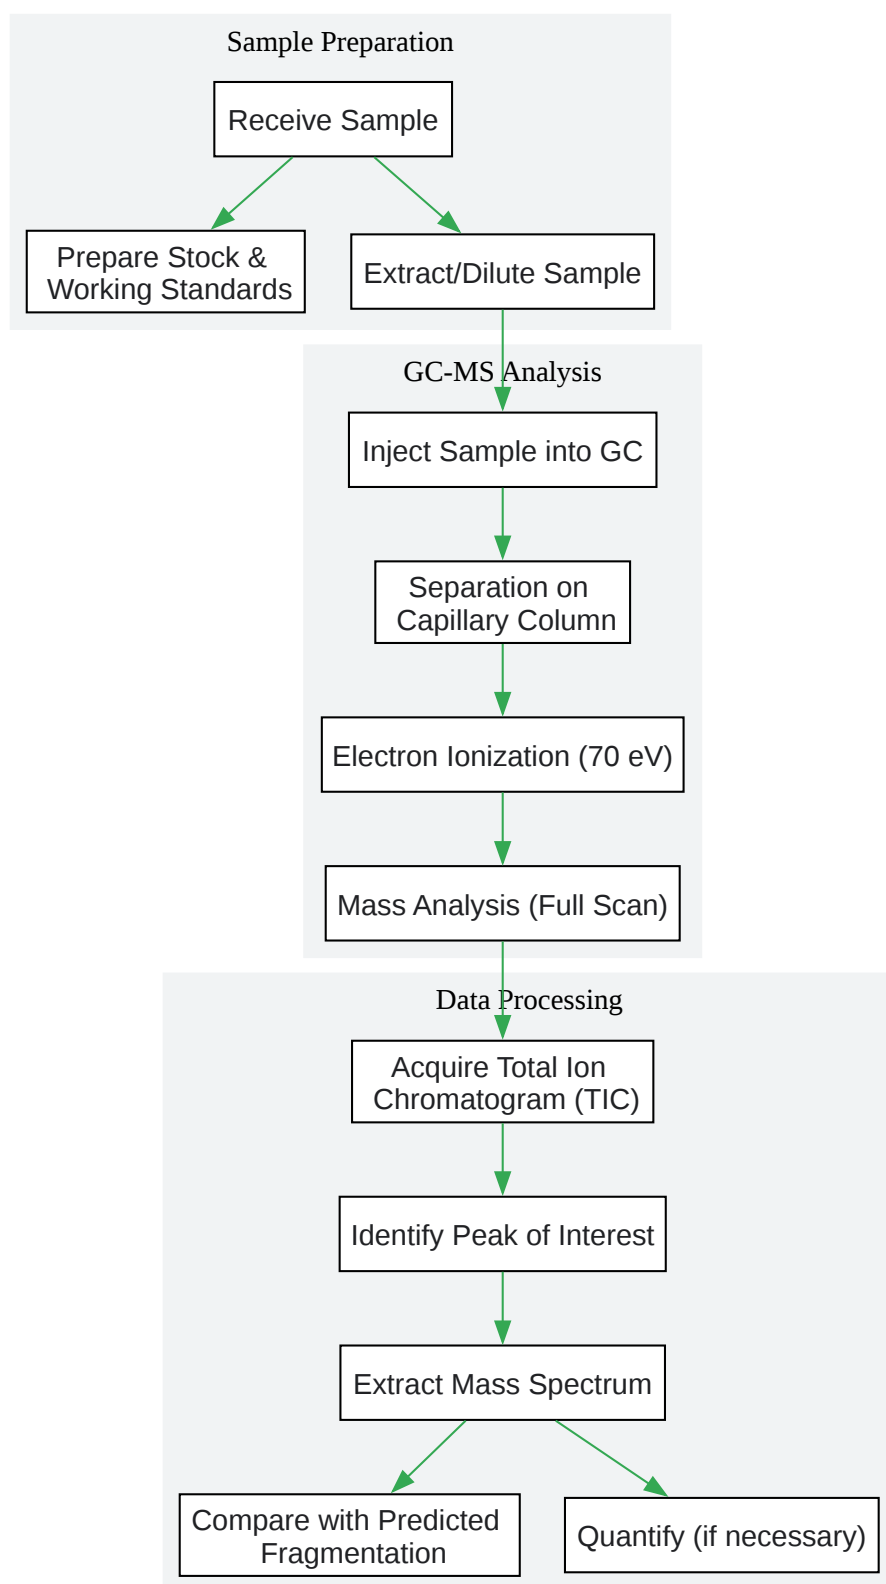 Sample Preparation
Receive Sample
Prepare Stock &
Working Standards
Extract/Dilute Sample
GC-MS Analysis
Inject Sample into GC
Separation on
Capillary Column
Electron Ionization (70 eV)
Mass Analysis (Full Scan)
Data Processing
Acquire Total Ion
Chromatogram (TIC)
Identify Peak of Interest
Extract Mass Spectrum
Compare with Predicted
Fragmentation
Quantify (if necessary)